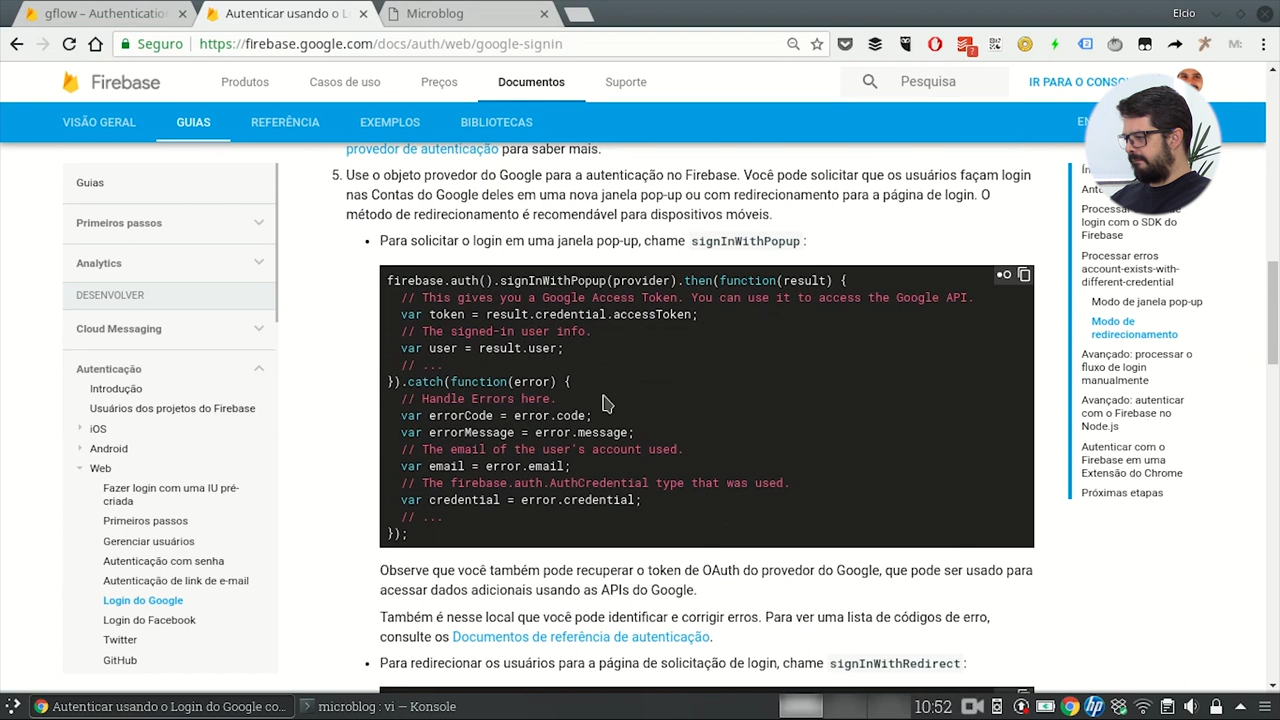 gflow – Authentication
Autenticar usando o L
Microblog
Elcio
Seguro
https://firebase.google.com/docs/auth/web/google-signin
7
M:
Firebase
Produtos
Casos de uso
Preços
Documentos
Suporte
Pesquisa
IR PARA O CONSO
VISÃO GERAL
GUIAS
REFERÊNCIA
EXEMPLOS
BIBLIOTECAS
Guias
Primeiros passos
Analytics
DESENVOLVER
Cloud Messaging
Autenticação
Introdução
Usuários dos projetos do Firebase
iOS
Android
Web
Fazer login com uma IU pré-
criada
Primeiros passos
Gerenciar usuários
Autenticação com senha
Autenticação de link de e-mail
Login do Google
Login do Facebook
Twitter
GitHub
provedor de autenticação para saber mais.
5. Use o objeto provedor do Google para a autenticação no Firebase. Você pode solicitar que os usuários façam login
nas Contas do Google deles em uma nova janela pop-up ou com redirecionamento para a página de login. O
método de redirecionamento é recomendável para dispositivos móveis.
• Para solicitar o login em uma janela pop-up, chame signInWithPopup:
firebase.auth().signInWithPopup(provider).then(function(result) {
// This gives you a Google Access Token. You can use it to access the Google API.
var token = result.credential.accessToken;
// The signed-in user info.
var user = result.user;
// ...
}).catch(function(error) {
// Handle Errors here.
var errorCode = error.code;
var errorMessage = error.message;
// The email of the user's account used.
var email = error.email;
// The firebase.auth.AuthCredential type that was used.
var credential = error.credential;
// ...
});
Observe que você também pode recuperar o token de OAuth do provedor do Google, que pode ser usado para
acessar dados adicionais usando as APIs do Google.
Também é nesse local que você pode identificar e corrigir erros. Para ver uma lista de códigos de erro,
consulte os Documentos de referência de autenticação.
• Para redirecionar os usuários para a página de solicitação de login, chame signInWithRedirect:
Ante
Processar
login com o SDK do
Firebase
Processar erros
account-exists-with-
different-credential
Modo de janela pop-up
Modo de
redirecionamento
Avançado: processar o
fluxo de login
manualmente
Avançado: autenticar
com o Firebase no
Node.js
Autenticar com o
Firebase em uma
Extensão do Chrome
Próximas etapas
Autenticar usando o Login do Google co...
microblog : vi — Konsole
10:52